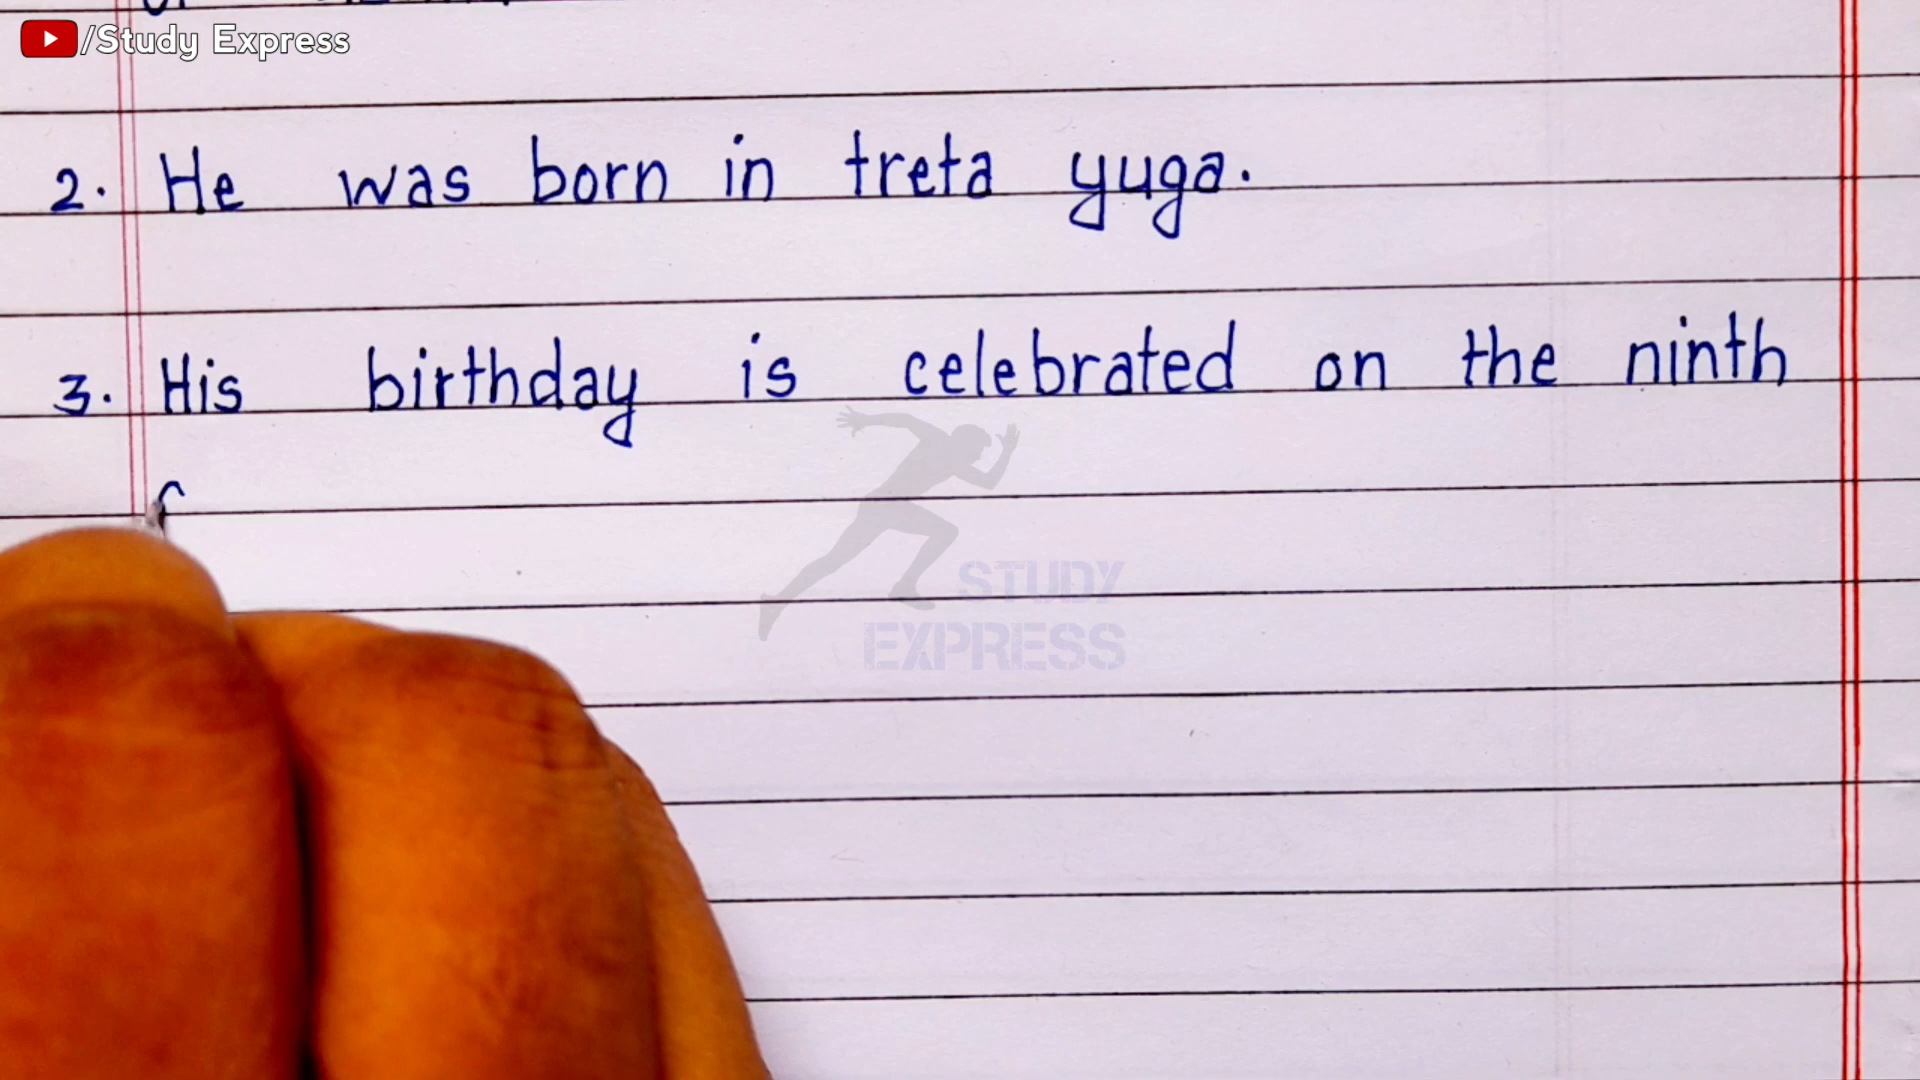 /Study Express
2. He was born in treta yuga.
3. His birthday is celebrated on the ninth
STUDY
EXPRESS